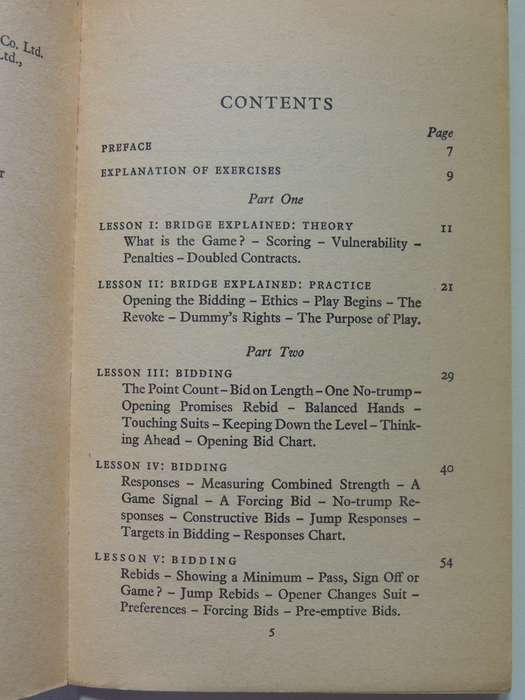 Co. Ltd.
Ltd.,
r
CONTENTS
Page
PREFACE 7
EXPLANATION OF EXERCISES 9
Part One
LESSON I: BRIDGE EXPLAINED: THEORY 11
What is the Game? – Scoring – Vulnerability –
Penalties – Doubled Contracts.
LESSON II: BRIDGE EXPLAINED: PRACTICE 21
Opening the Bidding – Ethics – Play Begins – The
Revoke – Dummy's Rights – The Purpose of Play.
Part Two
LESSON III: BIDDING 29
The Point Count – Bid on Length – One No-trump –
Opening Promises Rebid – Balanced Hands –
Touching Suits – Keeping Down the Level – Think-
ing Ahead – Opening Bid Chart.
LESSON IV: BIDDING 40
Responses – Measuring Combined Strength – A
Game Signal – A Forcing Bid – No-trump Re-
sponses – Constructive Bids – Jump Responses –
Targets in Bidding – Responses Chart.
LESSON V: BIDDING 54
Rebids – Showing a Minimum – Pass, Sign Off or
Game? – Jump Rebids – Opener Changes Suit –
Preferences – Forcing Bids – Pre-emptive Bids.
5